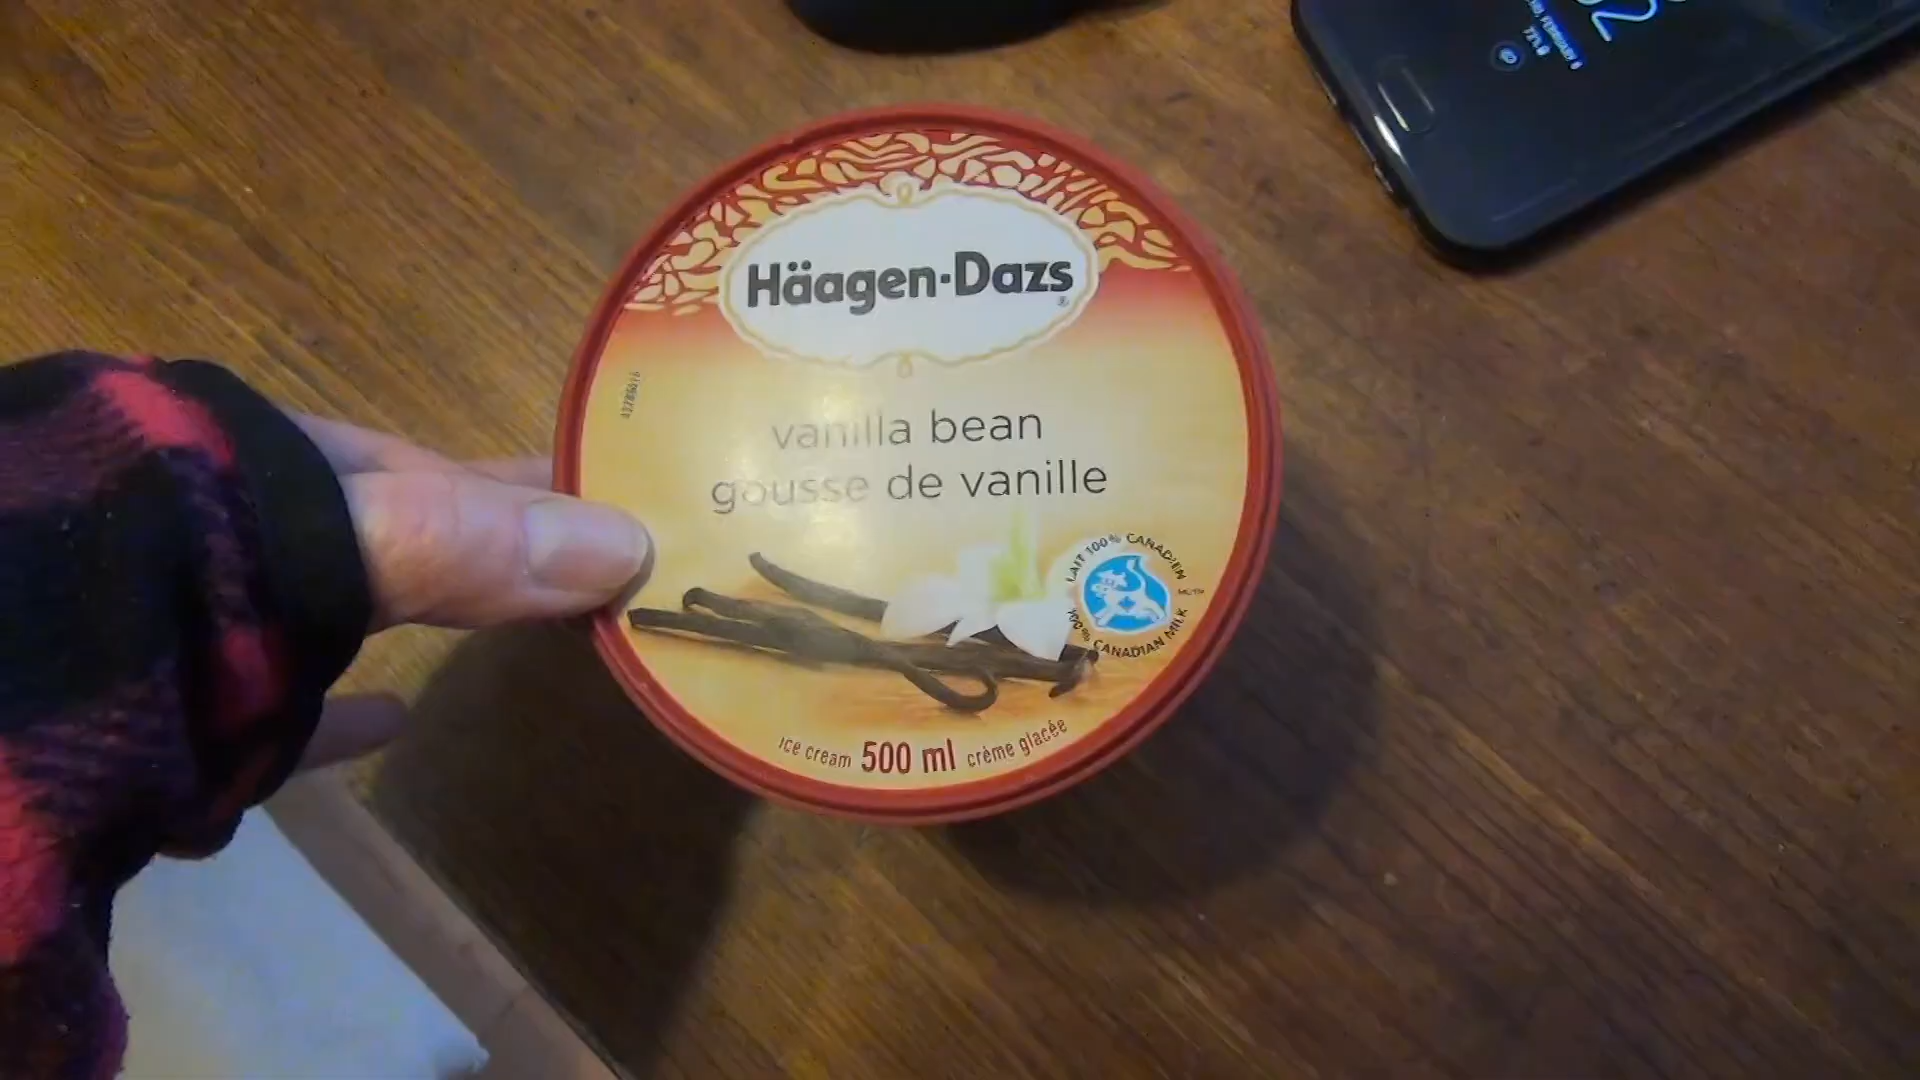 Häagen-Dazs
®
vanilla bean
gousse de vanille
LAIT 100% CANADIEN
100% CANADIAN MILK
ice cream 500 ml crème glacée